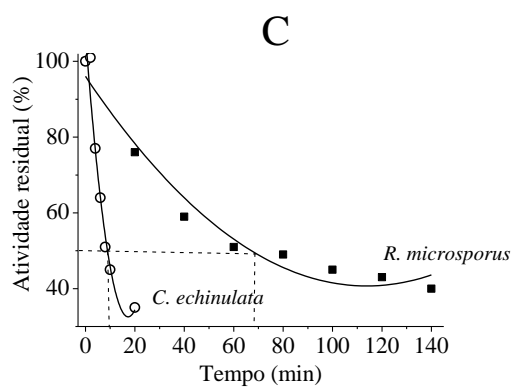 C
100
80
60
40
Atividade residual (%)
R. microsporus
C. echinulata
0 20 40 60 80 100 120 140
Tempo (min)